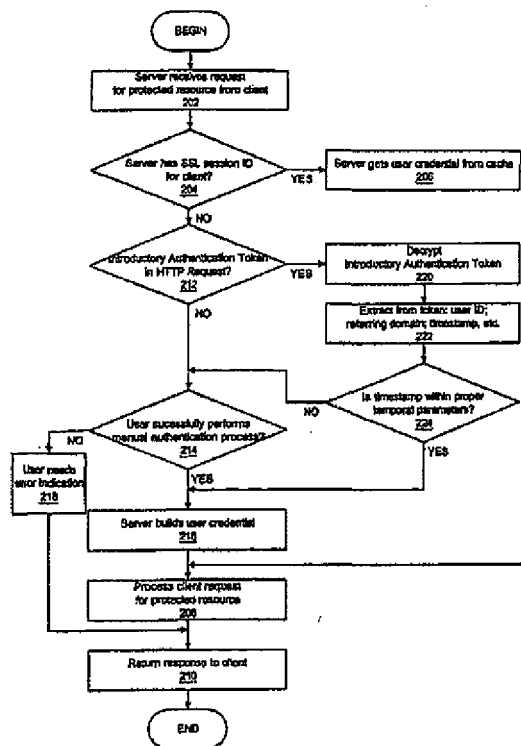 BEGIN
Server receives request
for protected resource from client
202
Server has SSL session ID
for client?
204
YES
Server gets user credential from cache
206
NO
Introductory Authentication Token
in HTTP Request?
212
YES
Decrypt
Introductory Authentication Token
220
Extract from token: user ID;
referring domain; timestamp, etc.
222
NO
Is timestamp within proper
temporal parameters?
224
NO
YES
User sucessfully performs
manual authentication process?
214
NO
YES
User needs
error indication
218
Server builds user credential
216
Process client request
for protected resource
208
Return response to client
210
END